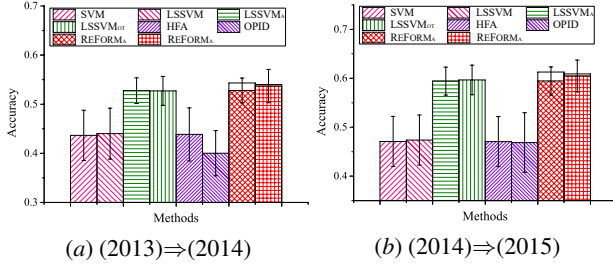 0.7
SVM LSSVM LSSVMA
LSSVMOT HFA OPID
REFORMA REFORMA
0.6
0.5
0.4
0.3
Accuracy
Methods
(a) (2013)⇒(2014)
SVM LSSVM LSSVMA
LSSVMOT HFA OPID
REFORMA REFORMA
0.7
0.6
0.5
0.4
Accuracy
Methods
(b) (2014)⇒(2015)